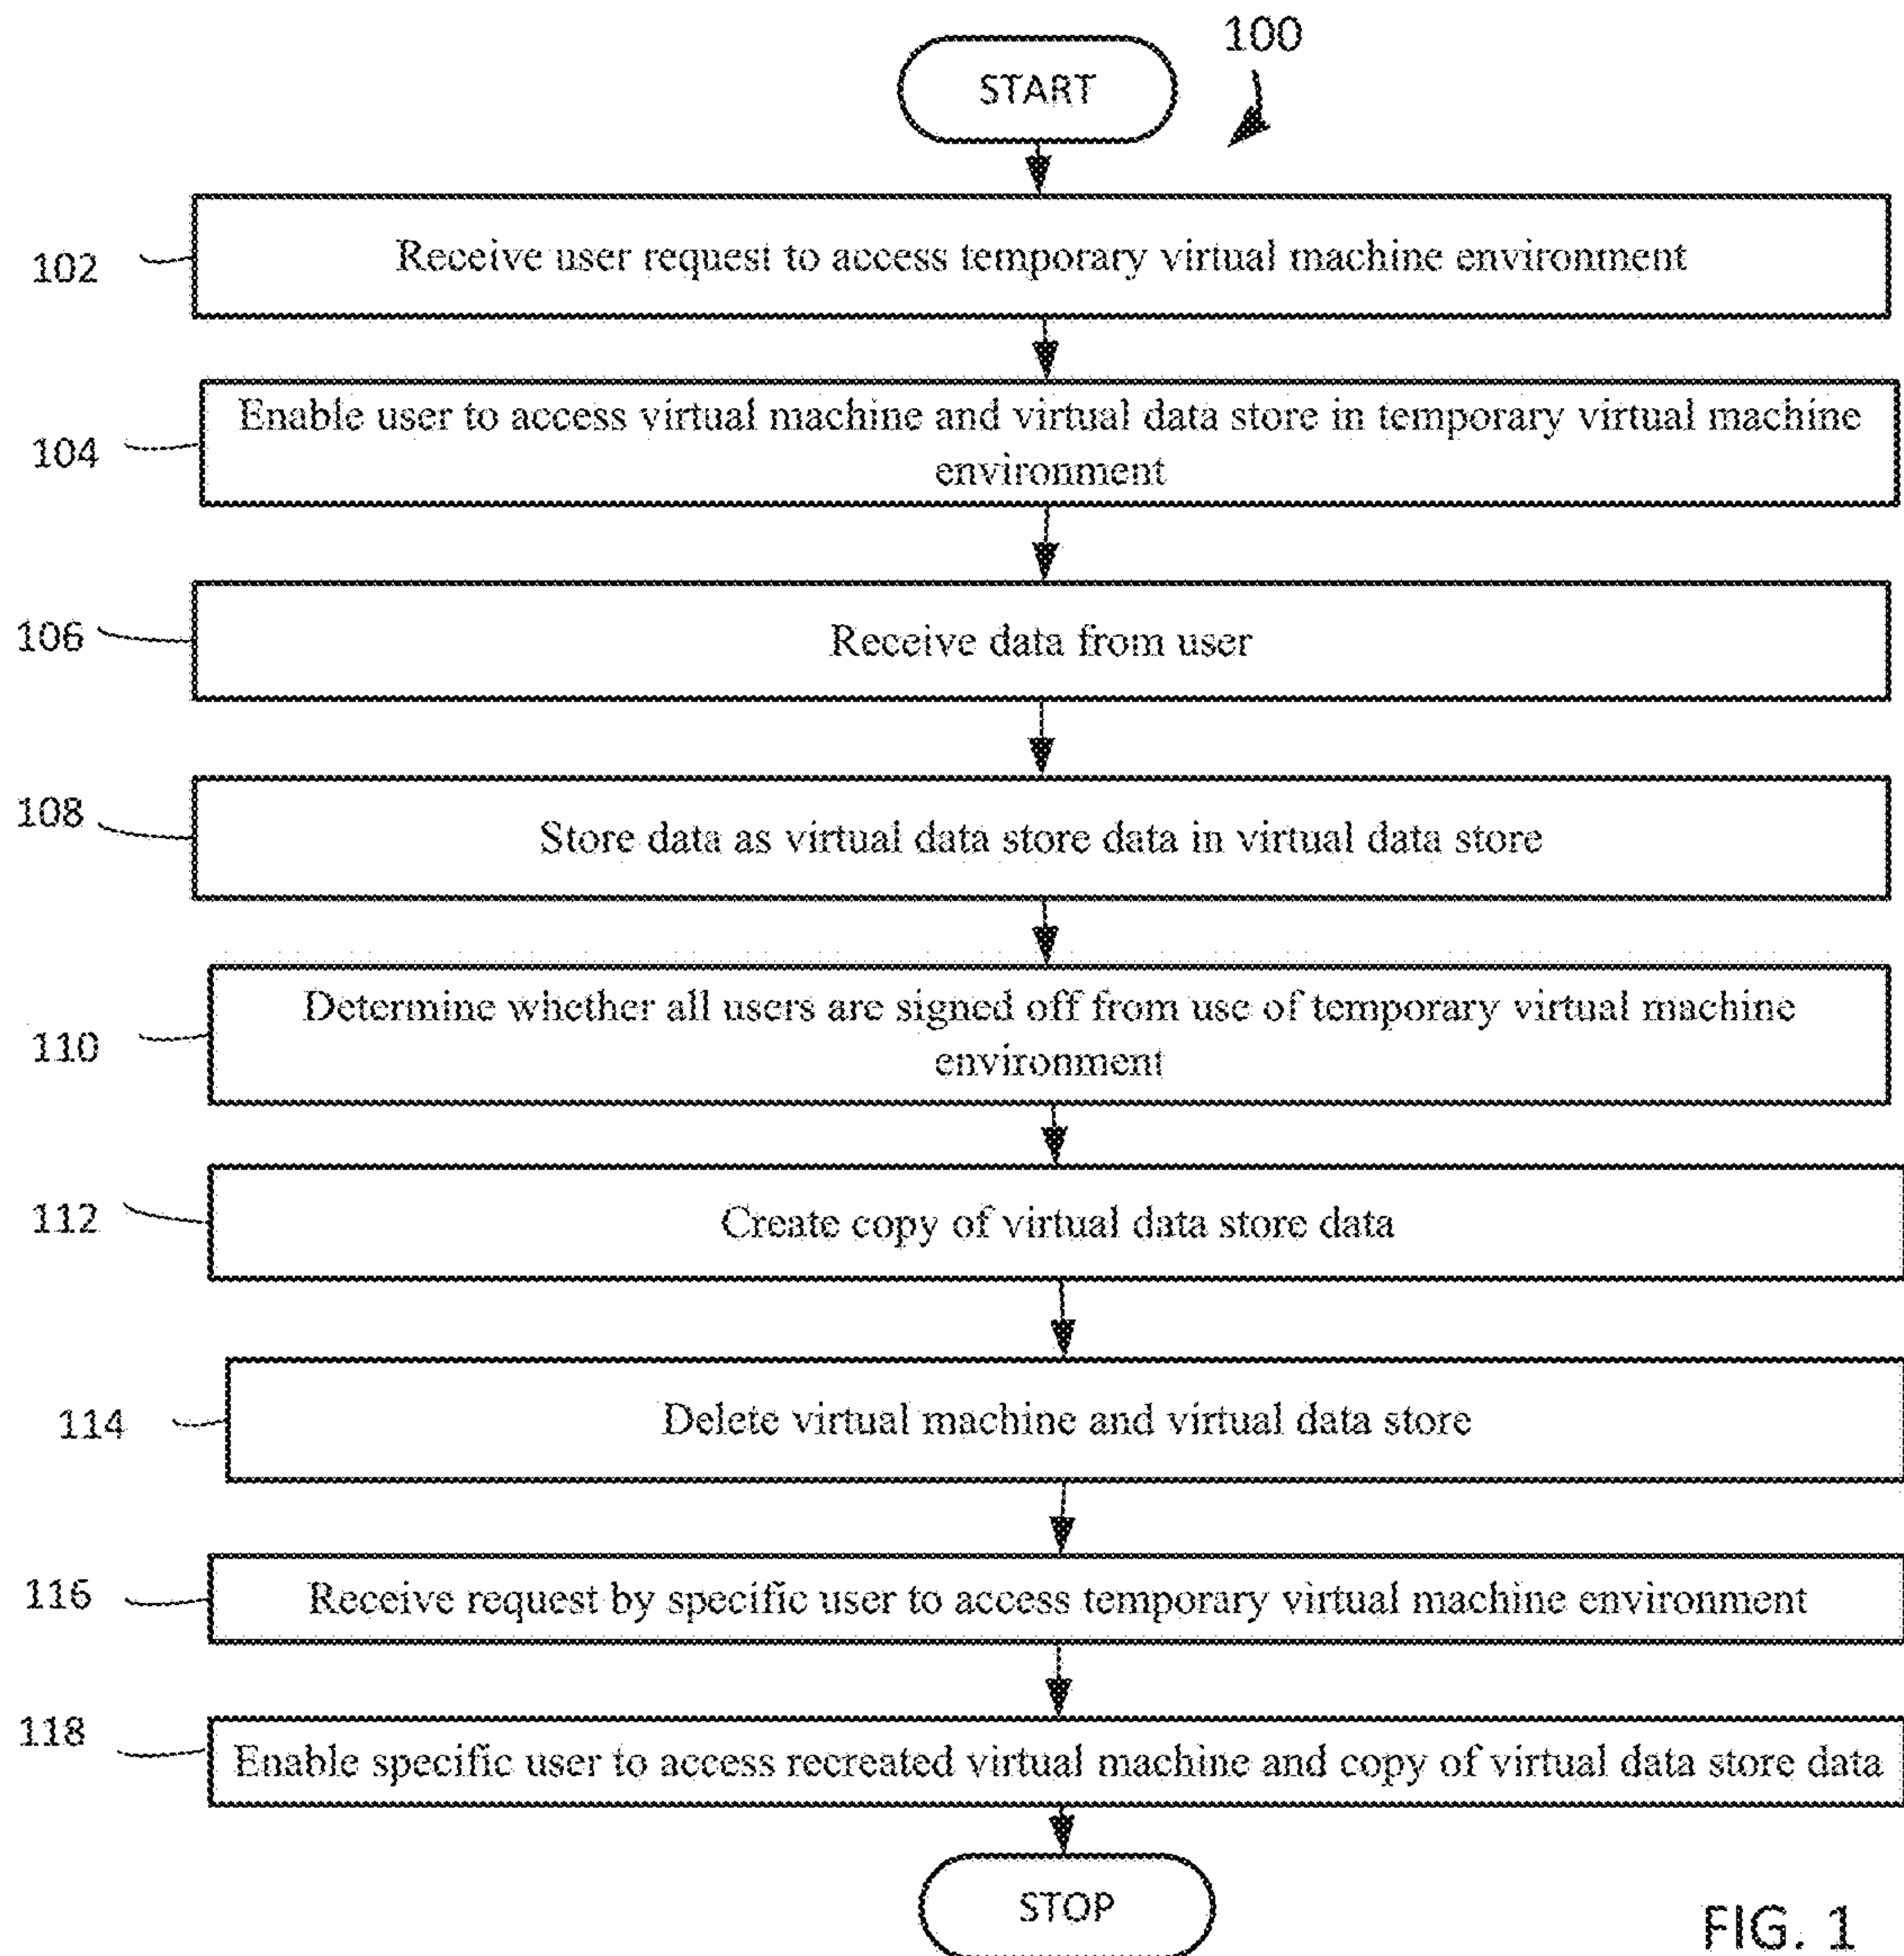 START
100
102
Receive user request to access temporary virtual machine environment
104
Enable user to access virtual machine and virtual data store in temporary virtual machine
environment
106
Receive data from user
108
Store data as virtual data store data in virtual data store
110
Determine whether all users are signed off from use of temporary virtual machine
environment
112
Create copy of virtual data store data
114
Delete virtual machine and virtual data store
116
Receive request by specific user to access temporary virtual machine environment
118
Enable specific user to access recreated virtual machine and copy of virtual data store data
STOP
FIG. 1